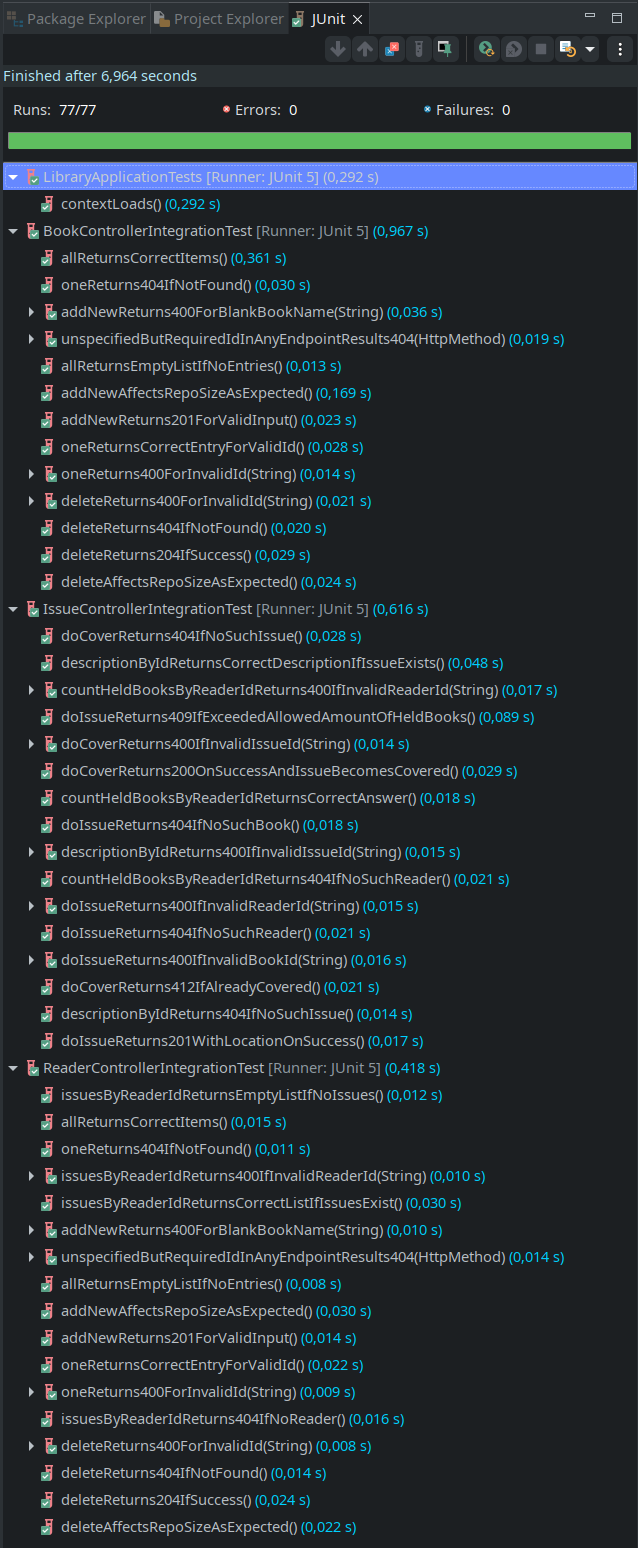 Package Explorer Project Explorer JUnit
Finished after 6,964 seconds
Runs: 77/77 Errors: 0 Failures: 0
LibraryApplicationTests [Runner: JUnit 5] (0,292 s)
contextLoads() (0,292 s)
BookControllerIntegrationTest [Runner: JUnit 5] (0,967 s)
allReturnsCorrectItems() (0,361 s)
oneReturns404IfNotFound() (0,030 s)
addNewReturns400ForBlankBookName(String) (0,036 s)
unspecifiedButRequiredIdInAnyEndpointResults404(HttpMethod) (0,019 s)
allReturnsEmptyListIfNoEntries() (0,013 s)
addNewAffectsRepoSizeAsExpected() (0,169 s)
addNewReturns201ForValidInput() (0,023 s)
oneReturnsCorrectEntryForValidId() (0,028 s)
oneReturns400ForInvalidId(String) (0,014 s)
deleteReturns400ForInvalidId(String) (0,021 s)
deleteReturns404IfNotFound() (0,020 s)
deleteReturns204IfSuccess() (0,029 s)
deleteAffectsRepoSizeAsExpected() (0,024 s)
IssueControllerIntegrationTest [Runner: JUnit 5] (0,616 s)
doCoverReturns404IfNoSuchIssue() (0,028 s)
descriptionByIdReturnsCorrectDescriptionIfIssueExists() (0,048 s)
countHeldBooksByReaderIdReturns400IfInvalidReaderId(String) (0,017 s)
doIssueReturns409IfExceededAllowedAmountOfHeldBooks() (0,089 s)
doCoverReturns400IfInvalidIssueId(String) (0,014 s)
doCoverReturns200OnSuccessAndIssueBecomesCovered() (0,029 s)
countHeldBooksByReaderIdReturnsCorrectAnswer() (0,018 s)
doIssueReturns404IfNoSuchBook() (0,018 s)
descriptionByIdReturns400IfInvalidIssueId(String) (0,015 s)
countHeldBooksByReaderIdReturns404IfNoSuchReader() (0,021 s)
doIssueReturns400IfInvalidReaderId(String) (0,015 s)
doIssueReturns404IfNoSuchReader() (0,021 s)
doIssueReturns400IfInvalidBookId(String) (0,016 s)
doCoverReturns412IfAlreadyCovered() (0,021 s)
descriptionByIdReturns404IfNoSuchIssue() (0,014 s)
doIssueReturns201WithLocationOnSuccess() (0,017 s)
ReaderControllerIntegrationTest [Runner: JUnit 5] (0,418 s)
issuesByReaderIdReturnsEmptyListIfNoIssues() (0,012 s)
allReturnsCorrectItems() (0,015 s)
oneReturns404IfNotFound() (0,011 s)
issuesByReaderIdReturns400IfInvalidReaderId(String) (0,010 s)
issuesByReaderIdReturnsCorrectListIfIssuesExist() (0,030 s)
addNewReturns400ForBlankBookName(String) (0,010 s)
unspecifiedButRequiredIdInAnyEndpointResults404(HttpMethod) (0,014 s)
allReturnsEmptyListIfNoEntries() (0,008 s)
addNewAffectsRepoSizeAsExpected() (0,030 s)
addNewReturns201ForValidInput() (0,014 s)
oneReturnsCorrectEntryForValidId() (0,022 s)
oneReturns400ForInvalidId(String) (0,009 s)
issuesByReaderIdReturns404IfNoReader() (0,016 s)
deleteReturns400ForInvalidId(String) (0,008 s)
deleteReturns404IfNotFound() (0,014 s)
deleteReturns204IfSuccess() (0,024 s)
deleteAffectsRepoSizeAsExpected() (0,022 s)